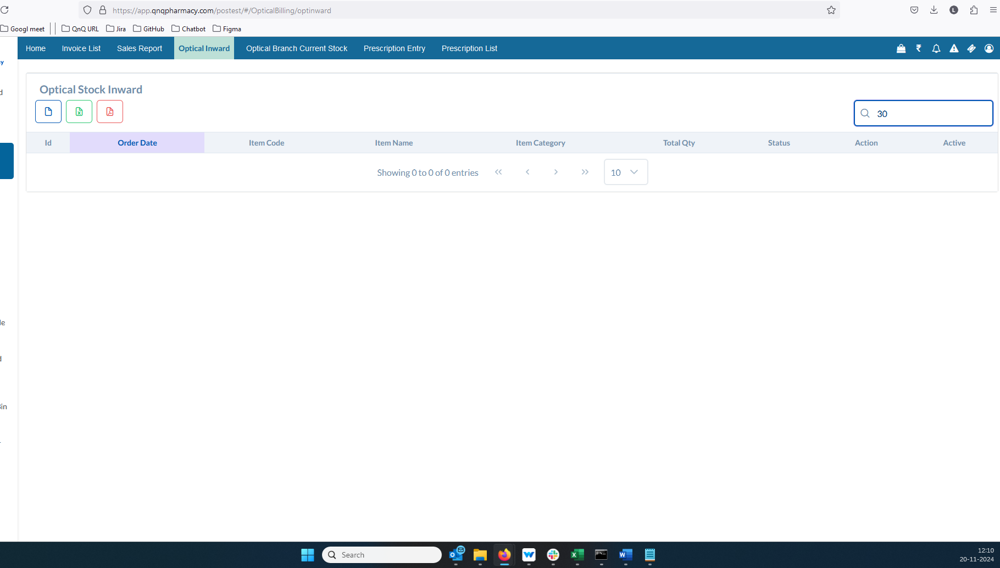 https://app.qnqpharmacy.com/postest/#/OpticalBilling/optinward
L
Googl meet QnQ URL Jira GitHub Chatbot Figma
Home Invoice List Sales Report Optical Inward Optical Branch Current Stock Prescription Entry Prescription List
Optical Stock Inward
30
Id Order Date Item Code Item Name Item Category Total Qty Status Action Active
Showing 0 to 0 of 0 entries 10
Search
12:10
20-11-2024